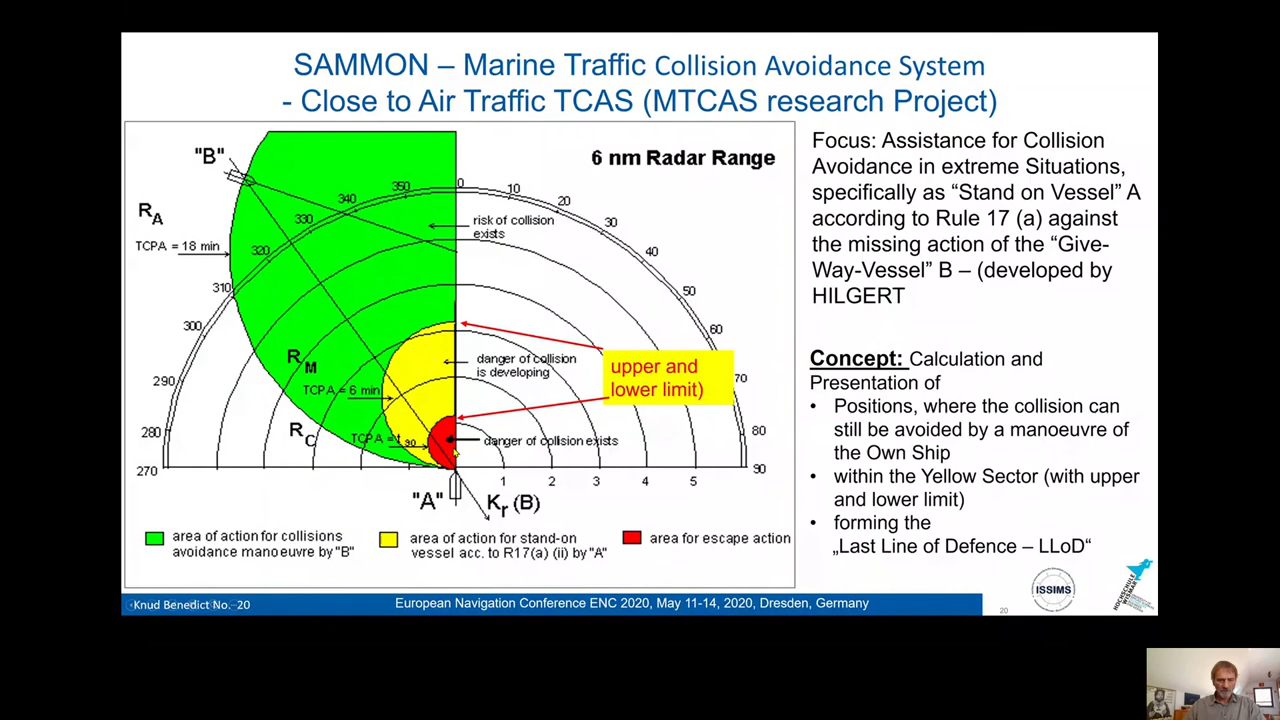 SAMMON – Marine Traffic Collision Avoidance System
- Close to Air Traffic TCAS (MTCAS research Project)
6 nm Radar Range
"B"
R A
TCPA = 18 min
350
0
10
20
30
40
50
60
70
80
90
340
330
320
310
300
290
280
270
risk of collision
exists
R M
TCPA = 6 min
danger of collision
is developing
upper and
lower limit)
R C
TCPA = t 90
danger of collision exists
1
2
3
4
5
"A"
K r (B)
area of action for collisions
avoidance manoeuvre by "B"
area of action for stand-on
vessel acc. to R17(a) (ii) by "A"
area for escape action
Focus: Assistance for Collision
Avoidance in extreme Situations,
specifically as “Stand on Vessel” A
according to Rule 17 (a) against
the missing action of the “Give-
Way-Vessel” B – (developed by
HILGERT
Concept: Calculation and
Presentation of
• Positions, where the collision can
still be avoided by a manoeuvre of
the Own Ship
• within the Yellow Sector (with upper
and lower limit)
• forming the
„Last Line of Defence – LLoD“
Knud Benedict No. 20
European Navigation Conference ENC 2020, May 11-14, 2020, Dresden, Germany
20
ISSIMS
HOCHSCHULE
WISMAR